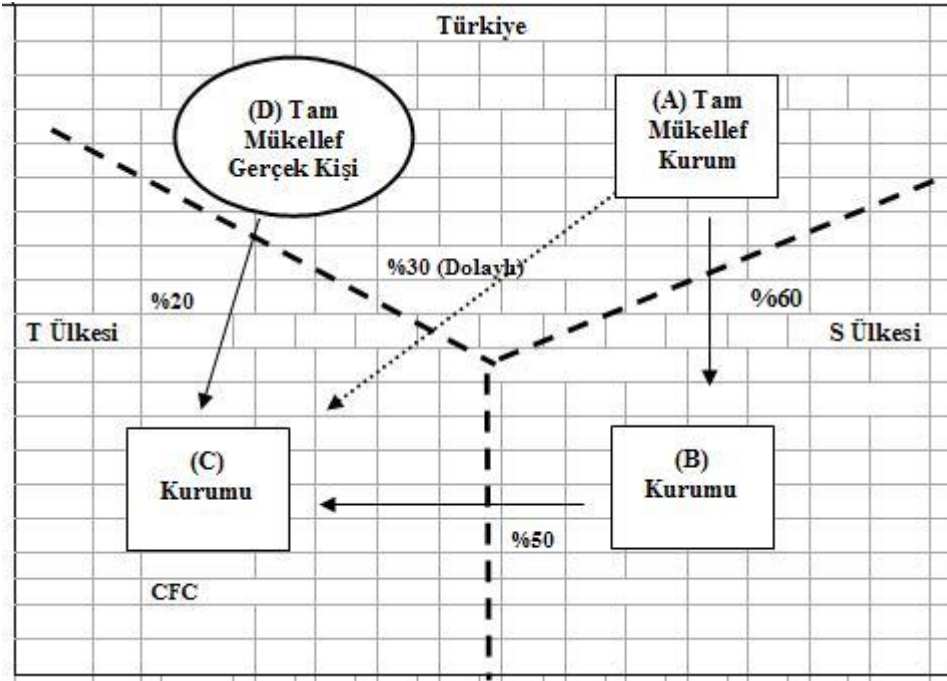 Türkiye
(D) Tam
Mükellef
Gerçek Kişi
(A) Tam
Mükellef
Kurum
%30 (Dolaylı)
%20
%60
T Ülkesi
S Ülkesi
(C)
Kurumu
(B)
Kurumu
%50
CFC